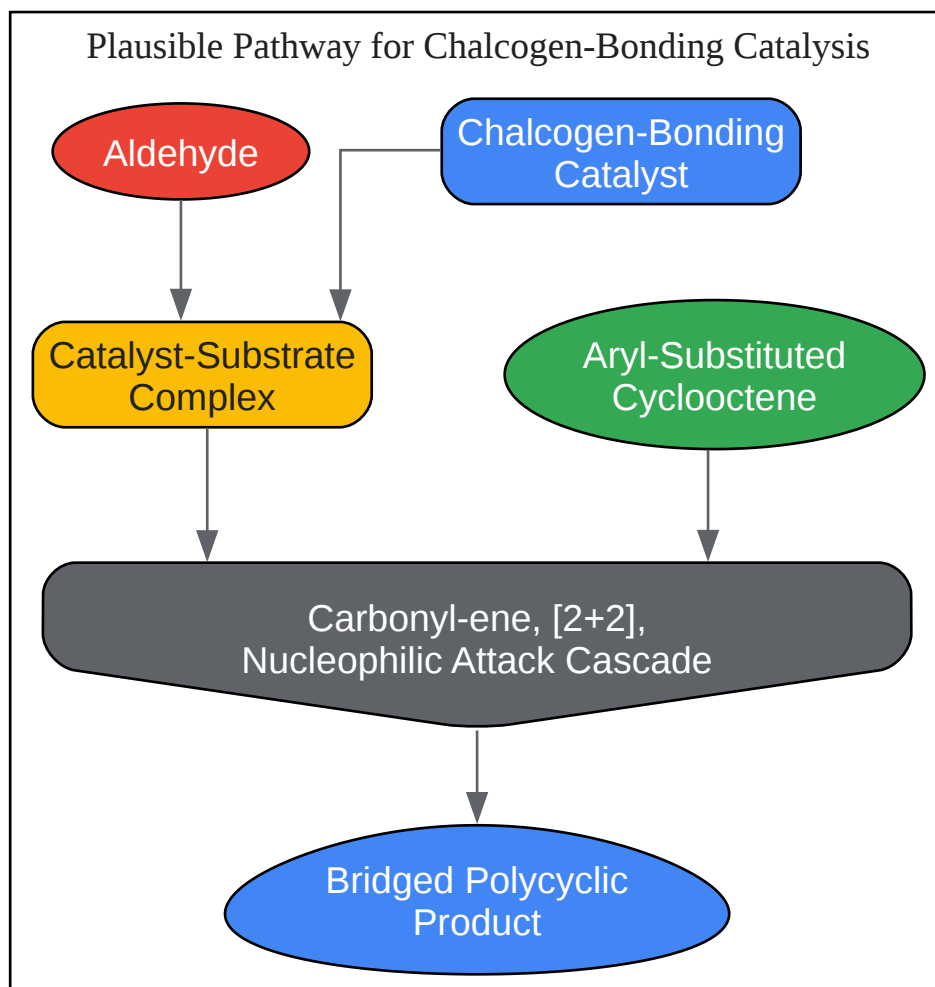 Plausible Pathway for Chalcogen-Bonding Catalysis
Aldehyde
Chalcogen-Bonding
Catalyst
Catalyst-Substrate
Complex
Aryl-Substituted
Cyclooctene
Carbonyl-ene, [2+2],
Nucleophilic Attack Cascade
Bridged Polycyclic
Product